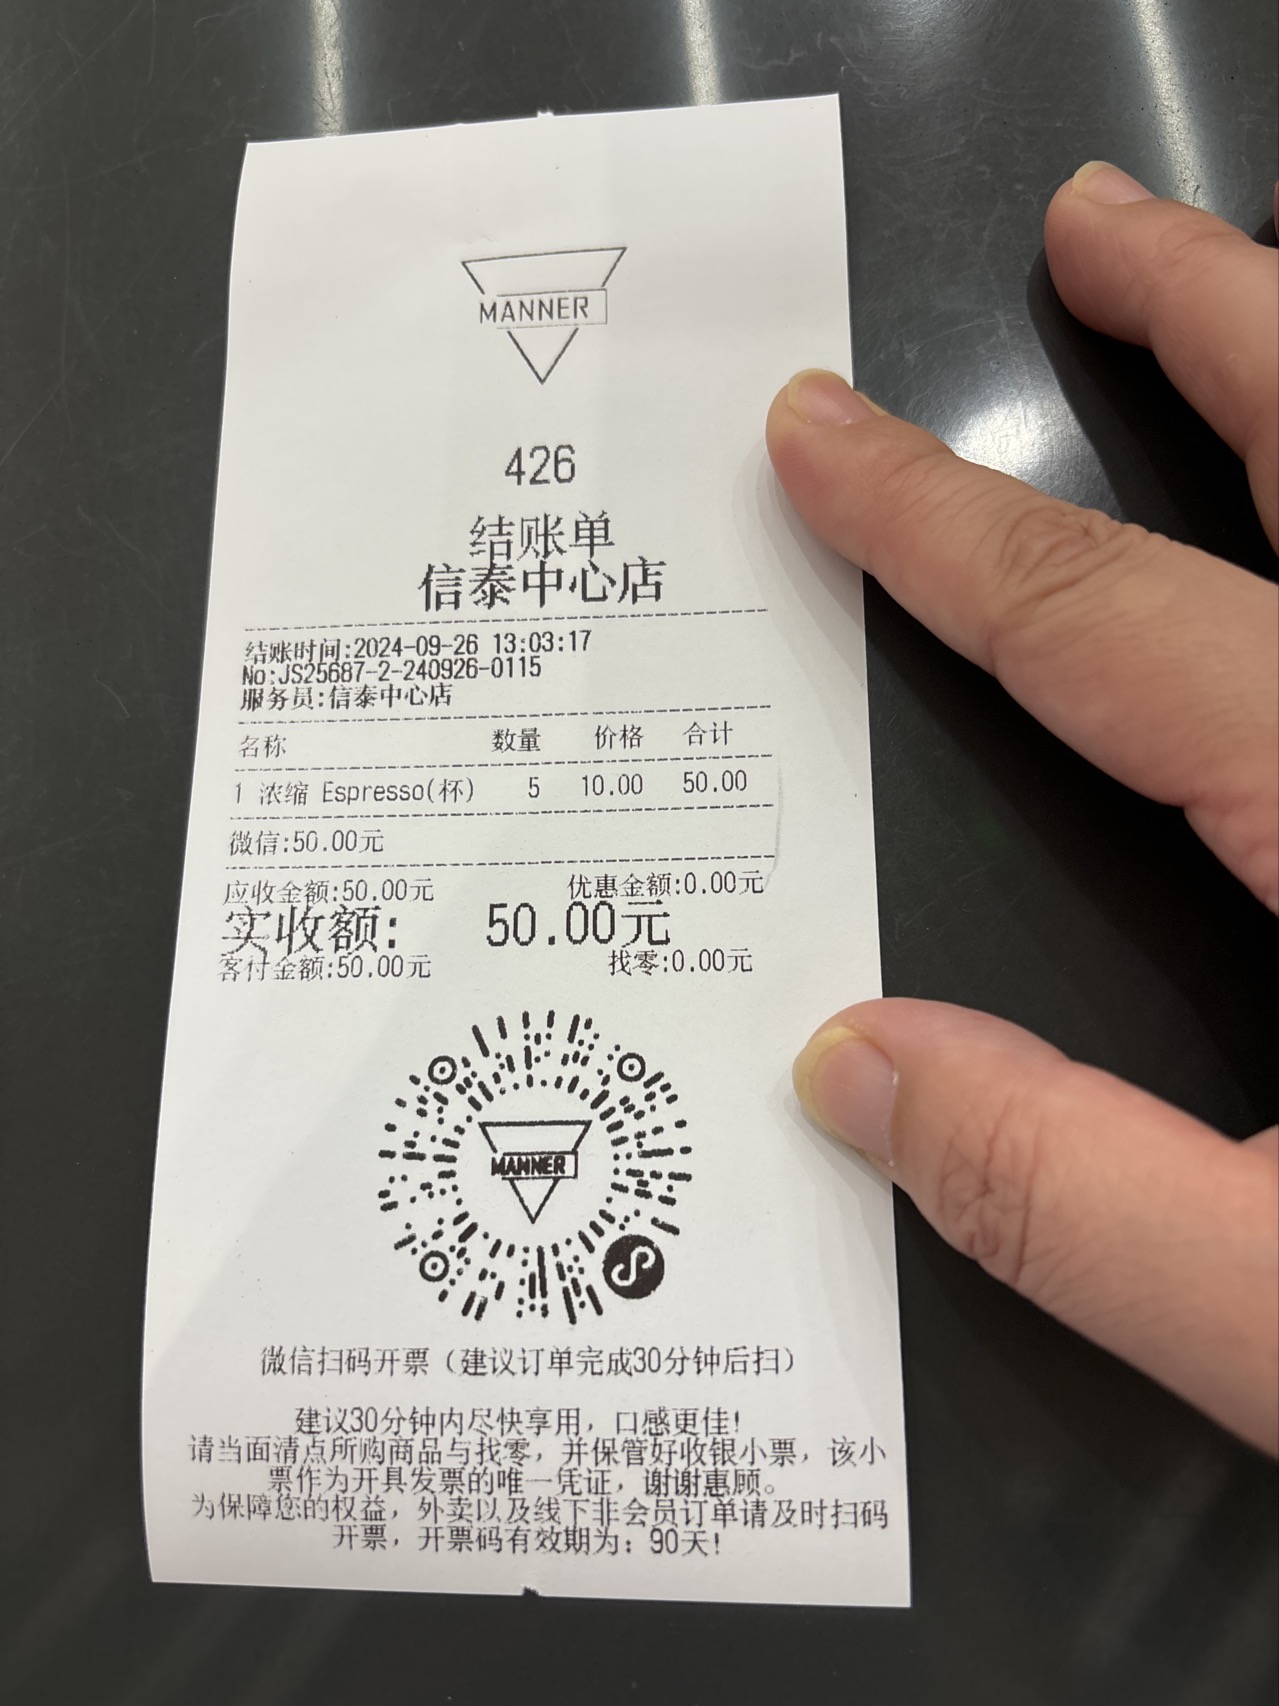 MANNER
426
结账单
信泰中心店
结账时间:2024-09-26 13:03:17
No:JS25687-2-240926-0115
服务员:信泰中心店
名称 数量 价格 合计
1 浓缩 Espresso(杯) 5 10.00 50.00
微信:50.00元
应收金额:50.00元 优惠金额:0.00元
实收额: 50.00元
客付金额:50.00元 找零:0.00元
MANNER
微信扫码开票（建议订单完成30分钟后扫）
建议30分钟内尽快享用，口感更佳!
请当面清点所购商品与找零，并保管好收银小票，该小
票作为开具发票的唯一凭证，谢谢惠顾。
为保障您的权益，外卖以及线下非会员订单请及时扫码
开票，开票码有效期为：90天!